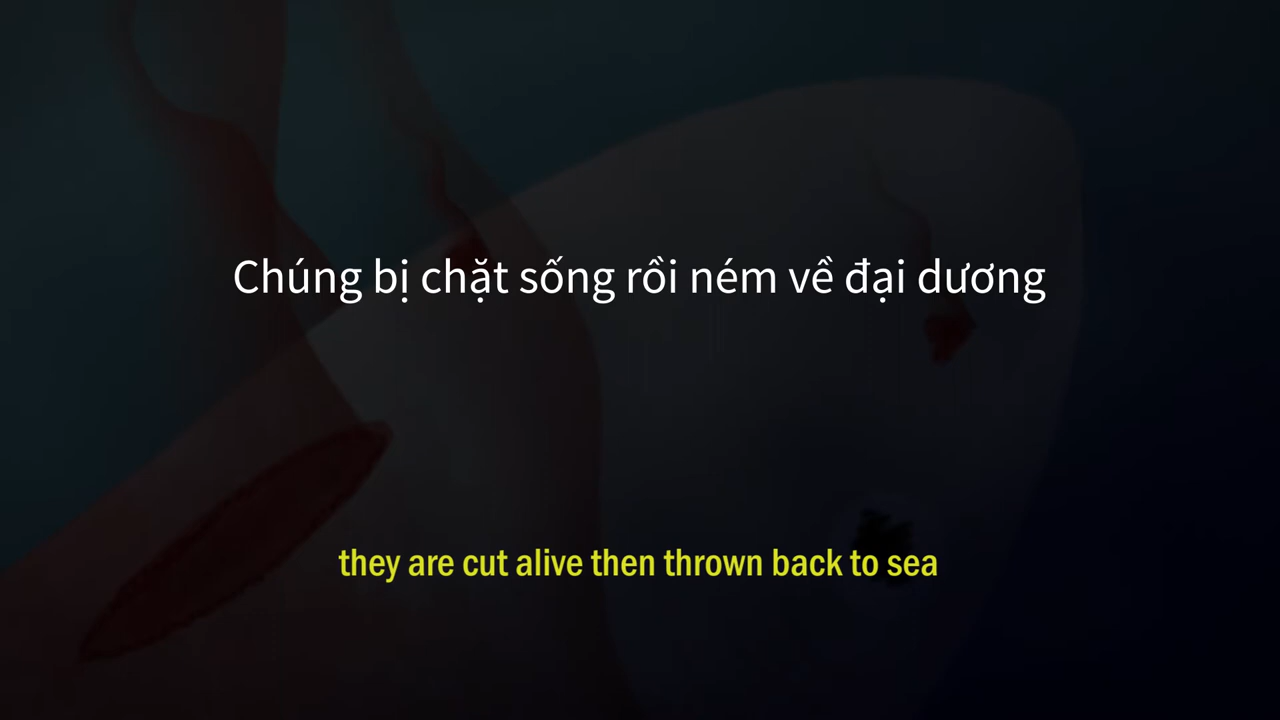 Chúng bị chặt sống rồi ném về đại dương
they are cut alive then thrown back to sea